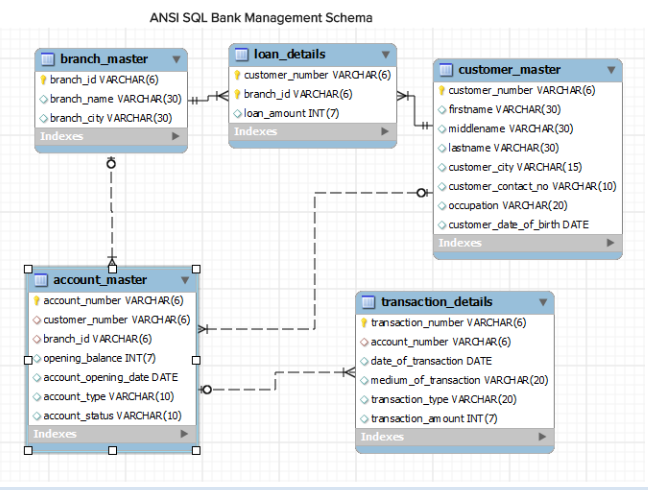 ANSI SQL Bank Management Schema
branch_master
branch_id VARCHAR(6)
branch_name VARCHAR(30)
branch_city VARCHAR(30)
Indexes
loan_details
customer_number VARCHAR(6)
branch_id VARCHAR(6)
loan_amount INT(7)
Indexes
customer_master
customer_number VARCHAR(6)
firstname VARCHAR(30)
middlename VARCHAR(30)
lastname VARCHAR(30)
customer_city VARCHAR(15)
customer_contact_no VARCHAR(10)
occupation VARCHAR(20)
customer_date_of_birth DATE
Indexes
account_master
account_number VARCHAR(6)
customer_number VARCHAR(6)
branch_id VARCHAR(6)
opening_balance INT(7)
account_opening_date DATE
account_type VARCHAR(10)
account_status VARCHAR(10)
Indexes
transaction_details
transaction_number VARCHAR(6)
account_number VARCHAR(6)
date_of_transaction DATE
medium_of_transaction VARCHAR(20)
transaction_type VARCHAR(20)
transaction_amount INT(7)
Indexes